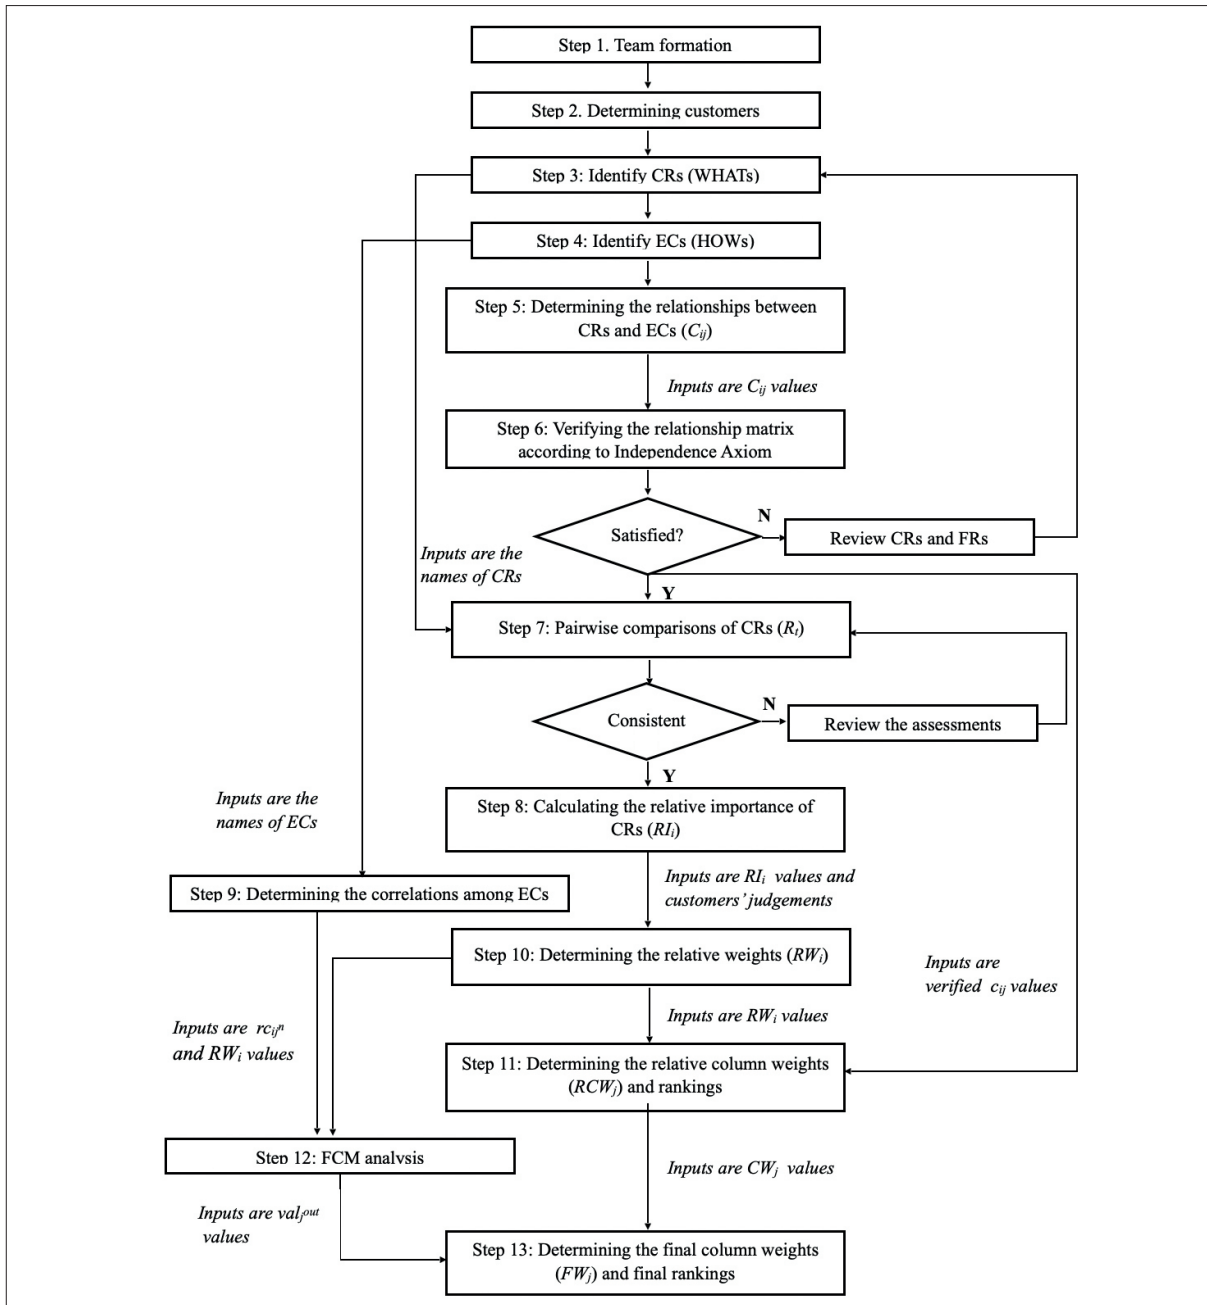 Step 1. Team formation
Step 2. Determining customers
Step 3: Identify CRs (WHATs)
Step 4: Identify ECs (HOWs)
Step 5: Determining the relationships between
CRs and ECs (Cij)
Inputs are Cij values
Step 6: Verifying the relationship matrix
according to Independence Axiom
Satisfied?
N
Review CRs and FRs
Inputs are the
names of CRs
Y
Step 7: Pairwise comparisons of CRs (Rt)
Consistent
N
Review the assessments
Y
Inputs are the
names of ECs
Step 8: Calculating the relative importance of
CRs (RIi)
Inputs are RIi values and
customers' judgements
Step 9: Determining the correlations among ECs
Step 10: Determining the relative weights (RWi)
Inputs are
verified cij values
Inputs are rcijⁿ
and RWi values
Inputs are RWi values
Step 11: Determining the relative column weights
(RCWj) and rankings
Step 12: FCM analysis
Inputs are CWj values
Inputs are valjout
values
Step 13: Determining the final column weights
(FWj) and final rankings